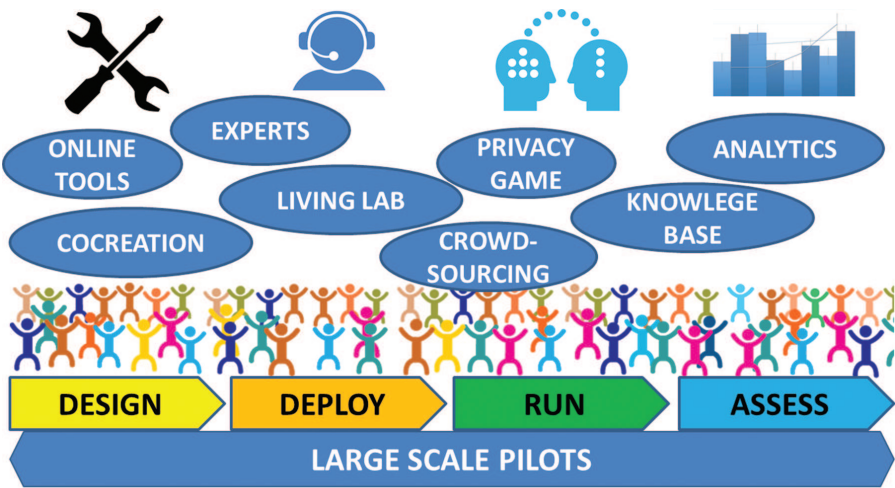 ONLINE
TOOLS
EXPERTS
COCREATION
LIVING LAB
PRIVACY
GAME
CROWD-
SOURCING
KNOWLEGE
BASE
ANALYTICS
DESIGN
DEPLOY
RUN
ASSESS
LARGE SCALE PILOTS